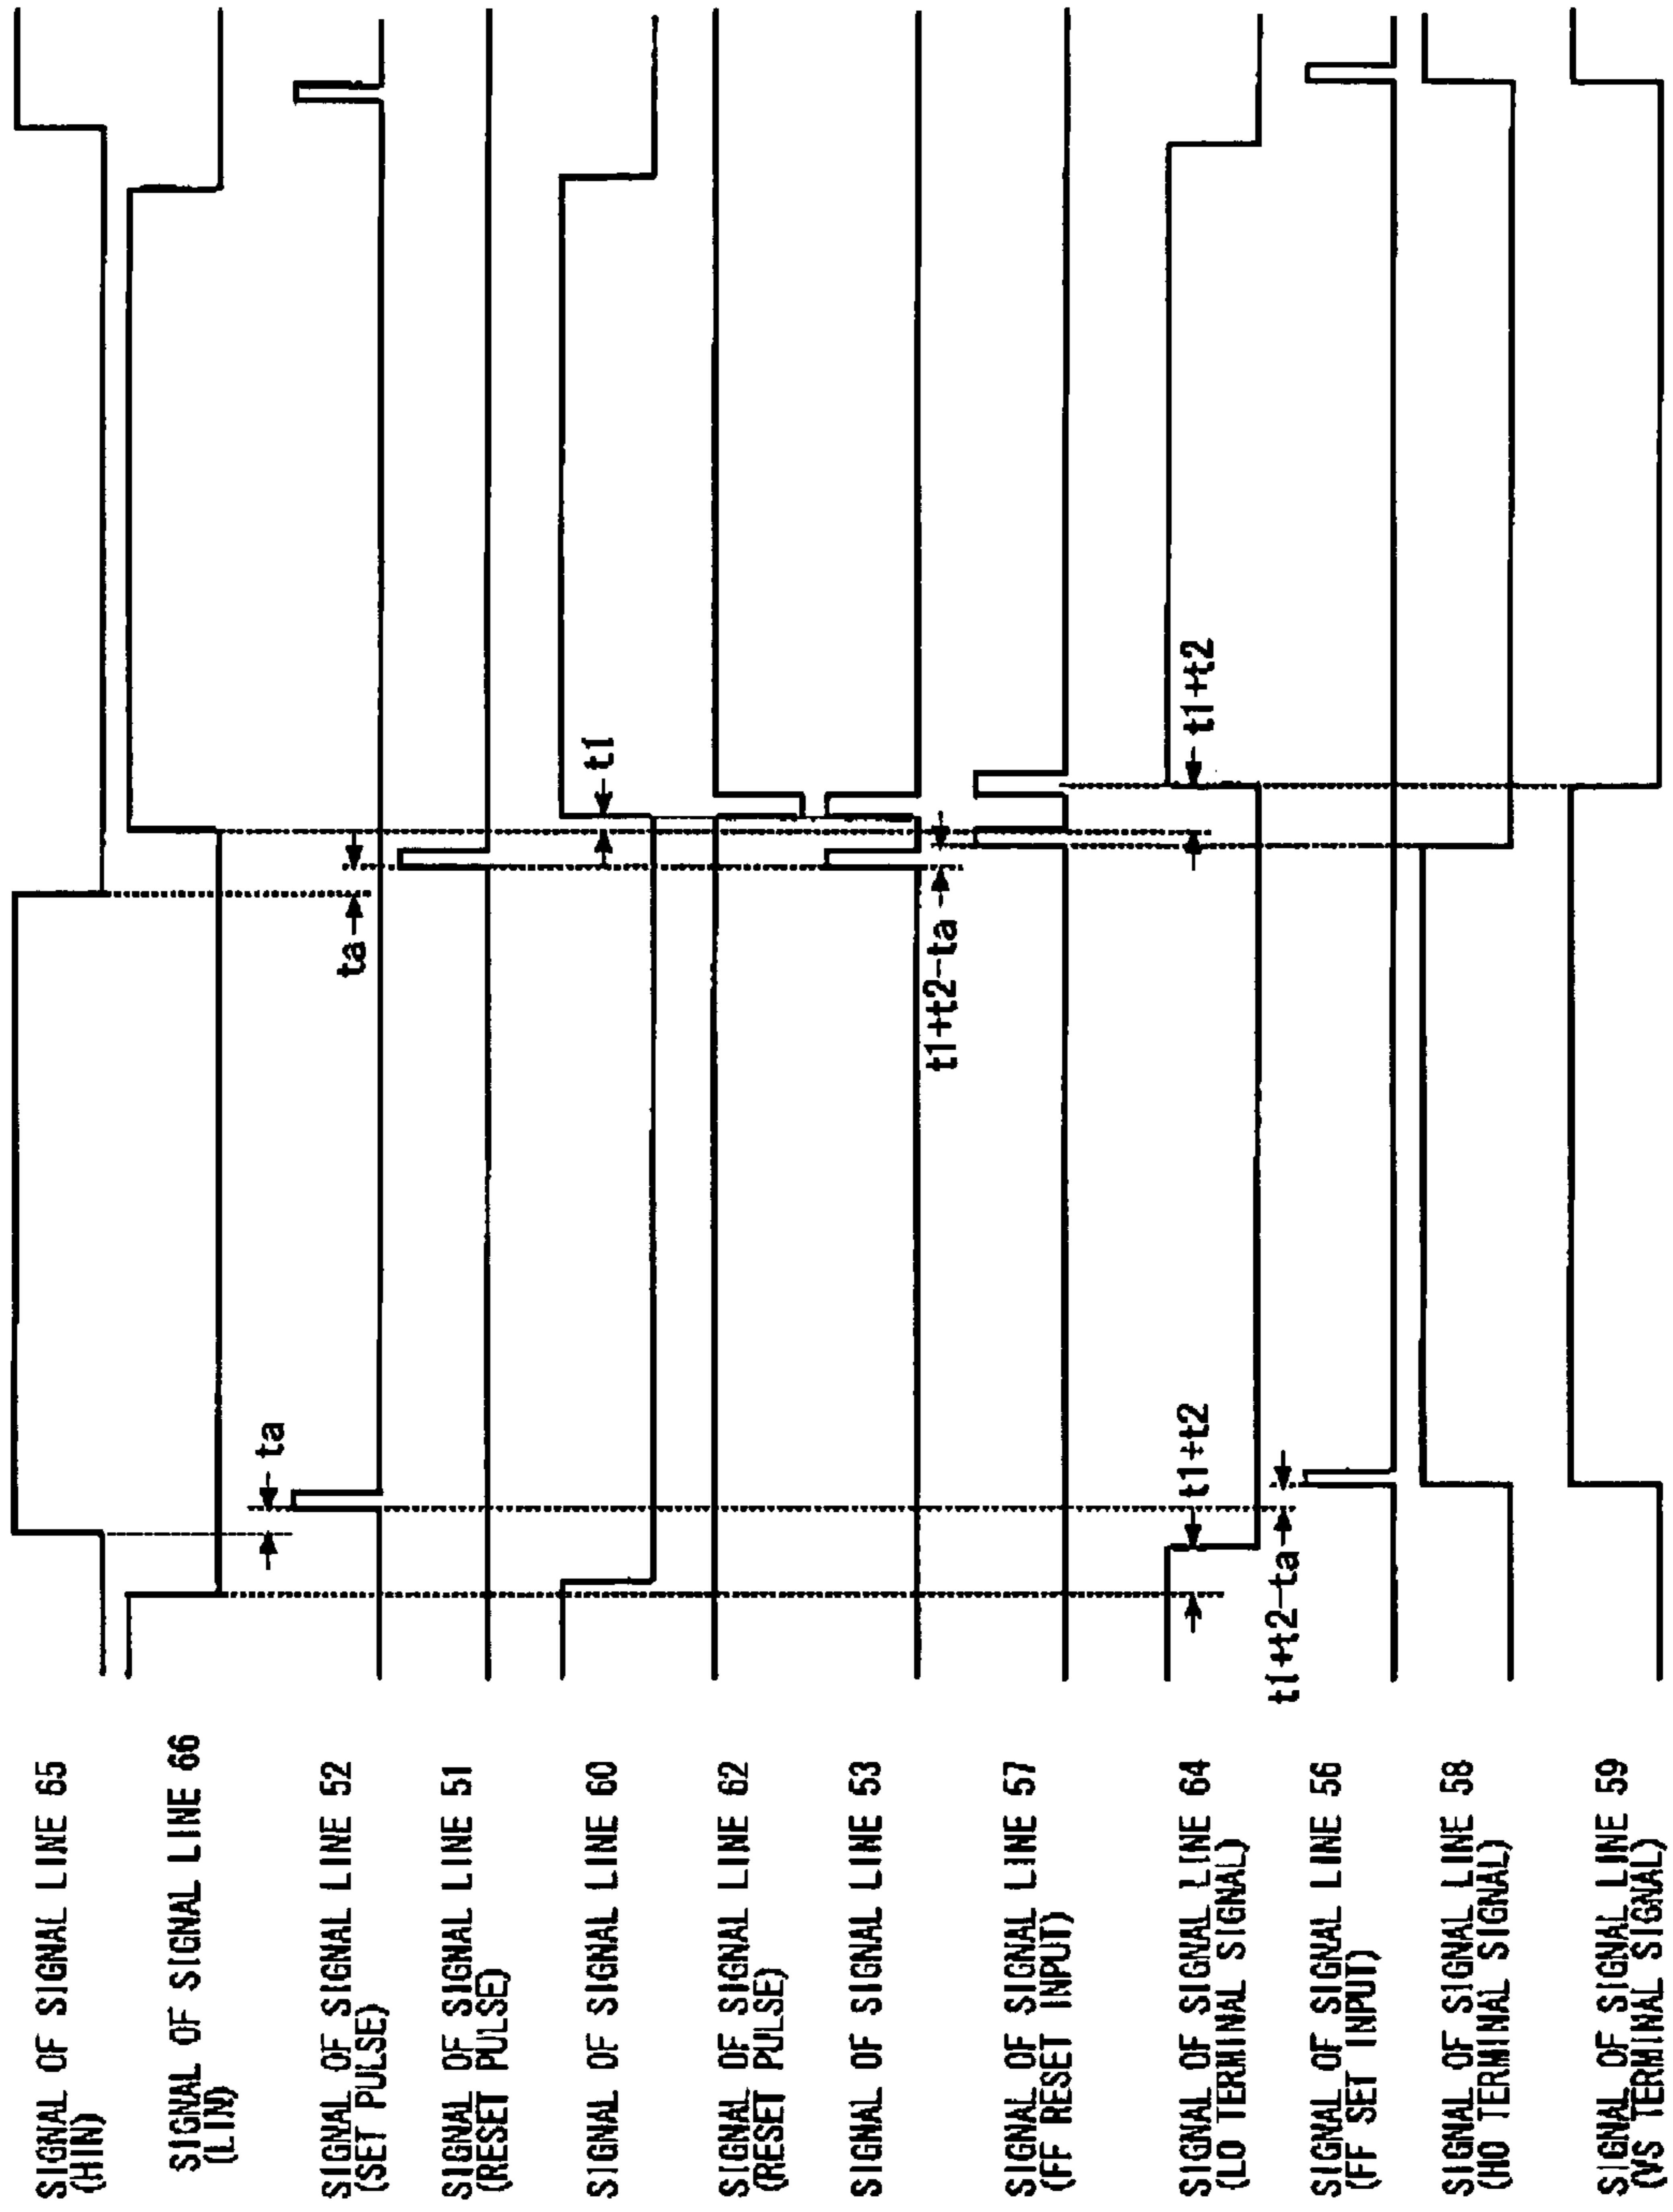 SIGNAL OF SIGNAL LINE 65
(HIN)
SIGNAL OF SIGNAL LINE 66
(LIN)
SIGNAL OF SIGNAL LINE 52
(SET PULSE)
SIGNAL OF SIGNAL LINE 51
(RESET PULSE)
SIGNAL OF SIGNAL LINE 60
SIGNAL OF SIGNAL LINE 62
(RESET PULSE)
SIGNAL OF SIGNAL LINE 53
SIGNAL OF SIGNAL LINE 57
(FF RESET INPUT)
SIGNAL OF SIGNAL LINE 64
(LO TERMINAL SIGNAL)
SIGNAL OF SIGNAL LINE 56
(FF SET INPUT)
SIGNAL OF SIGNAL LINE 58
(HO TERMINAL SIGNAL)
SIGNAL OF SIGNAL LINE 59
(VS TERMINAL SIGNAL)
ta
ta
t1
t1+t2-ta
t1+t2
t1+t2
t1+t2-ta